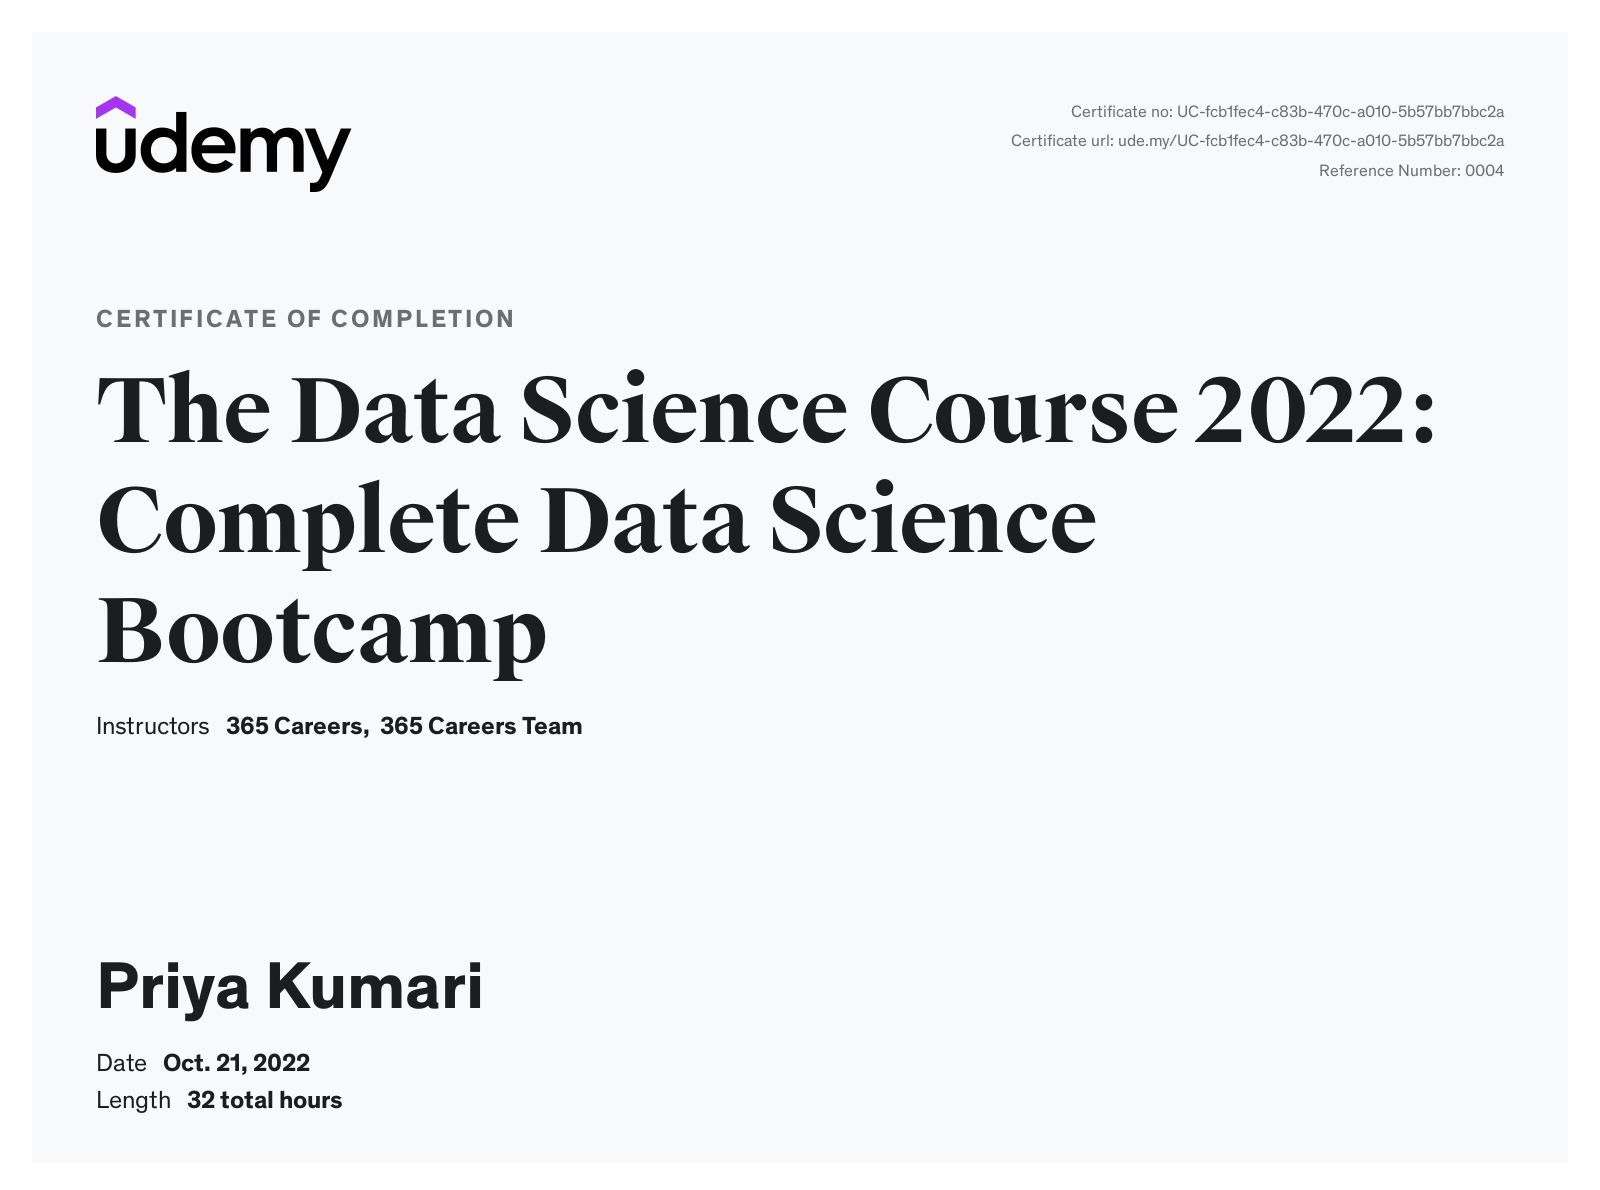 udemy
Certificate no: UC-fcb1fec4-c83b-470c-a010-5b57bb7bbc2a
Certificate url: ude.my/UC-fcb1fec4-c83b-470c-a010-5b57bb7bbc2a
Reference Number: 0004
CERTIFICATE OF COMPLETION
The Data Science Course 2022:
Complete Data Science
Bootcamp
Instructors 365 Careers, 365 Careers Team
Priya Kumari
Date Oct. 21, 2022
Length 32 total hours